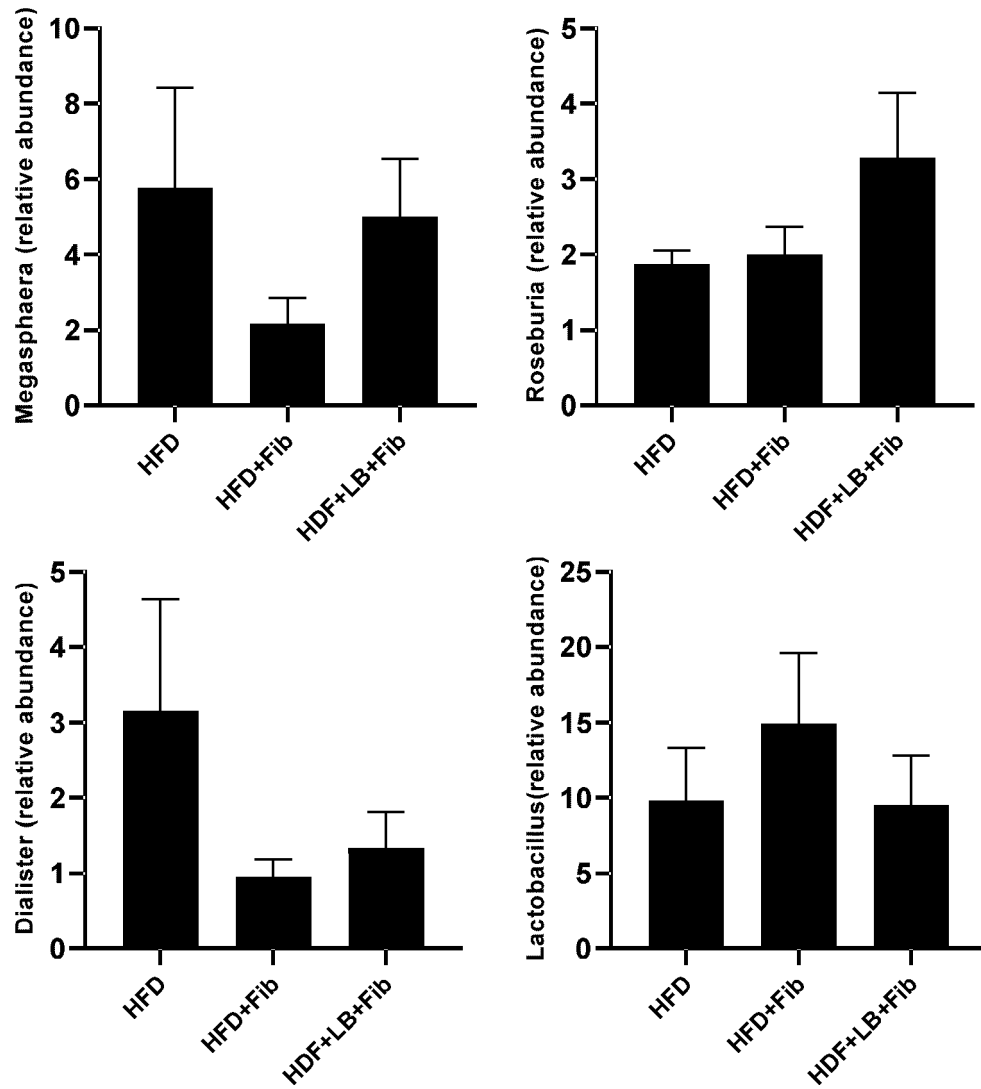 Megasphaera (relative abundance)
10
8
6
4
2
0
HFD
HFD+Fib
HDF+LB+Fib
Roseburia (relative abundance)
5
4
3
2
1
0
HFD
HFD+Fib
HDF+LB+Fib
Dialister (relative abundance)
5
4
3
2
1
0
HFD
HFD+Fib
HDF+LB+Fib
Lactobacillus(relative abundance)
25
20
15
10
5
0
HFD
HFD+Fib
HDF+LB+Fib